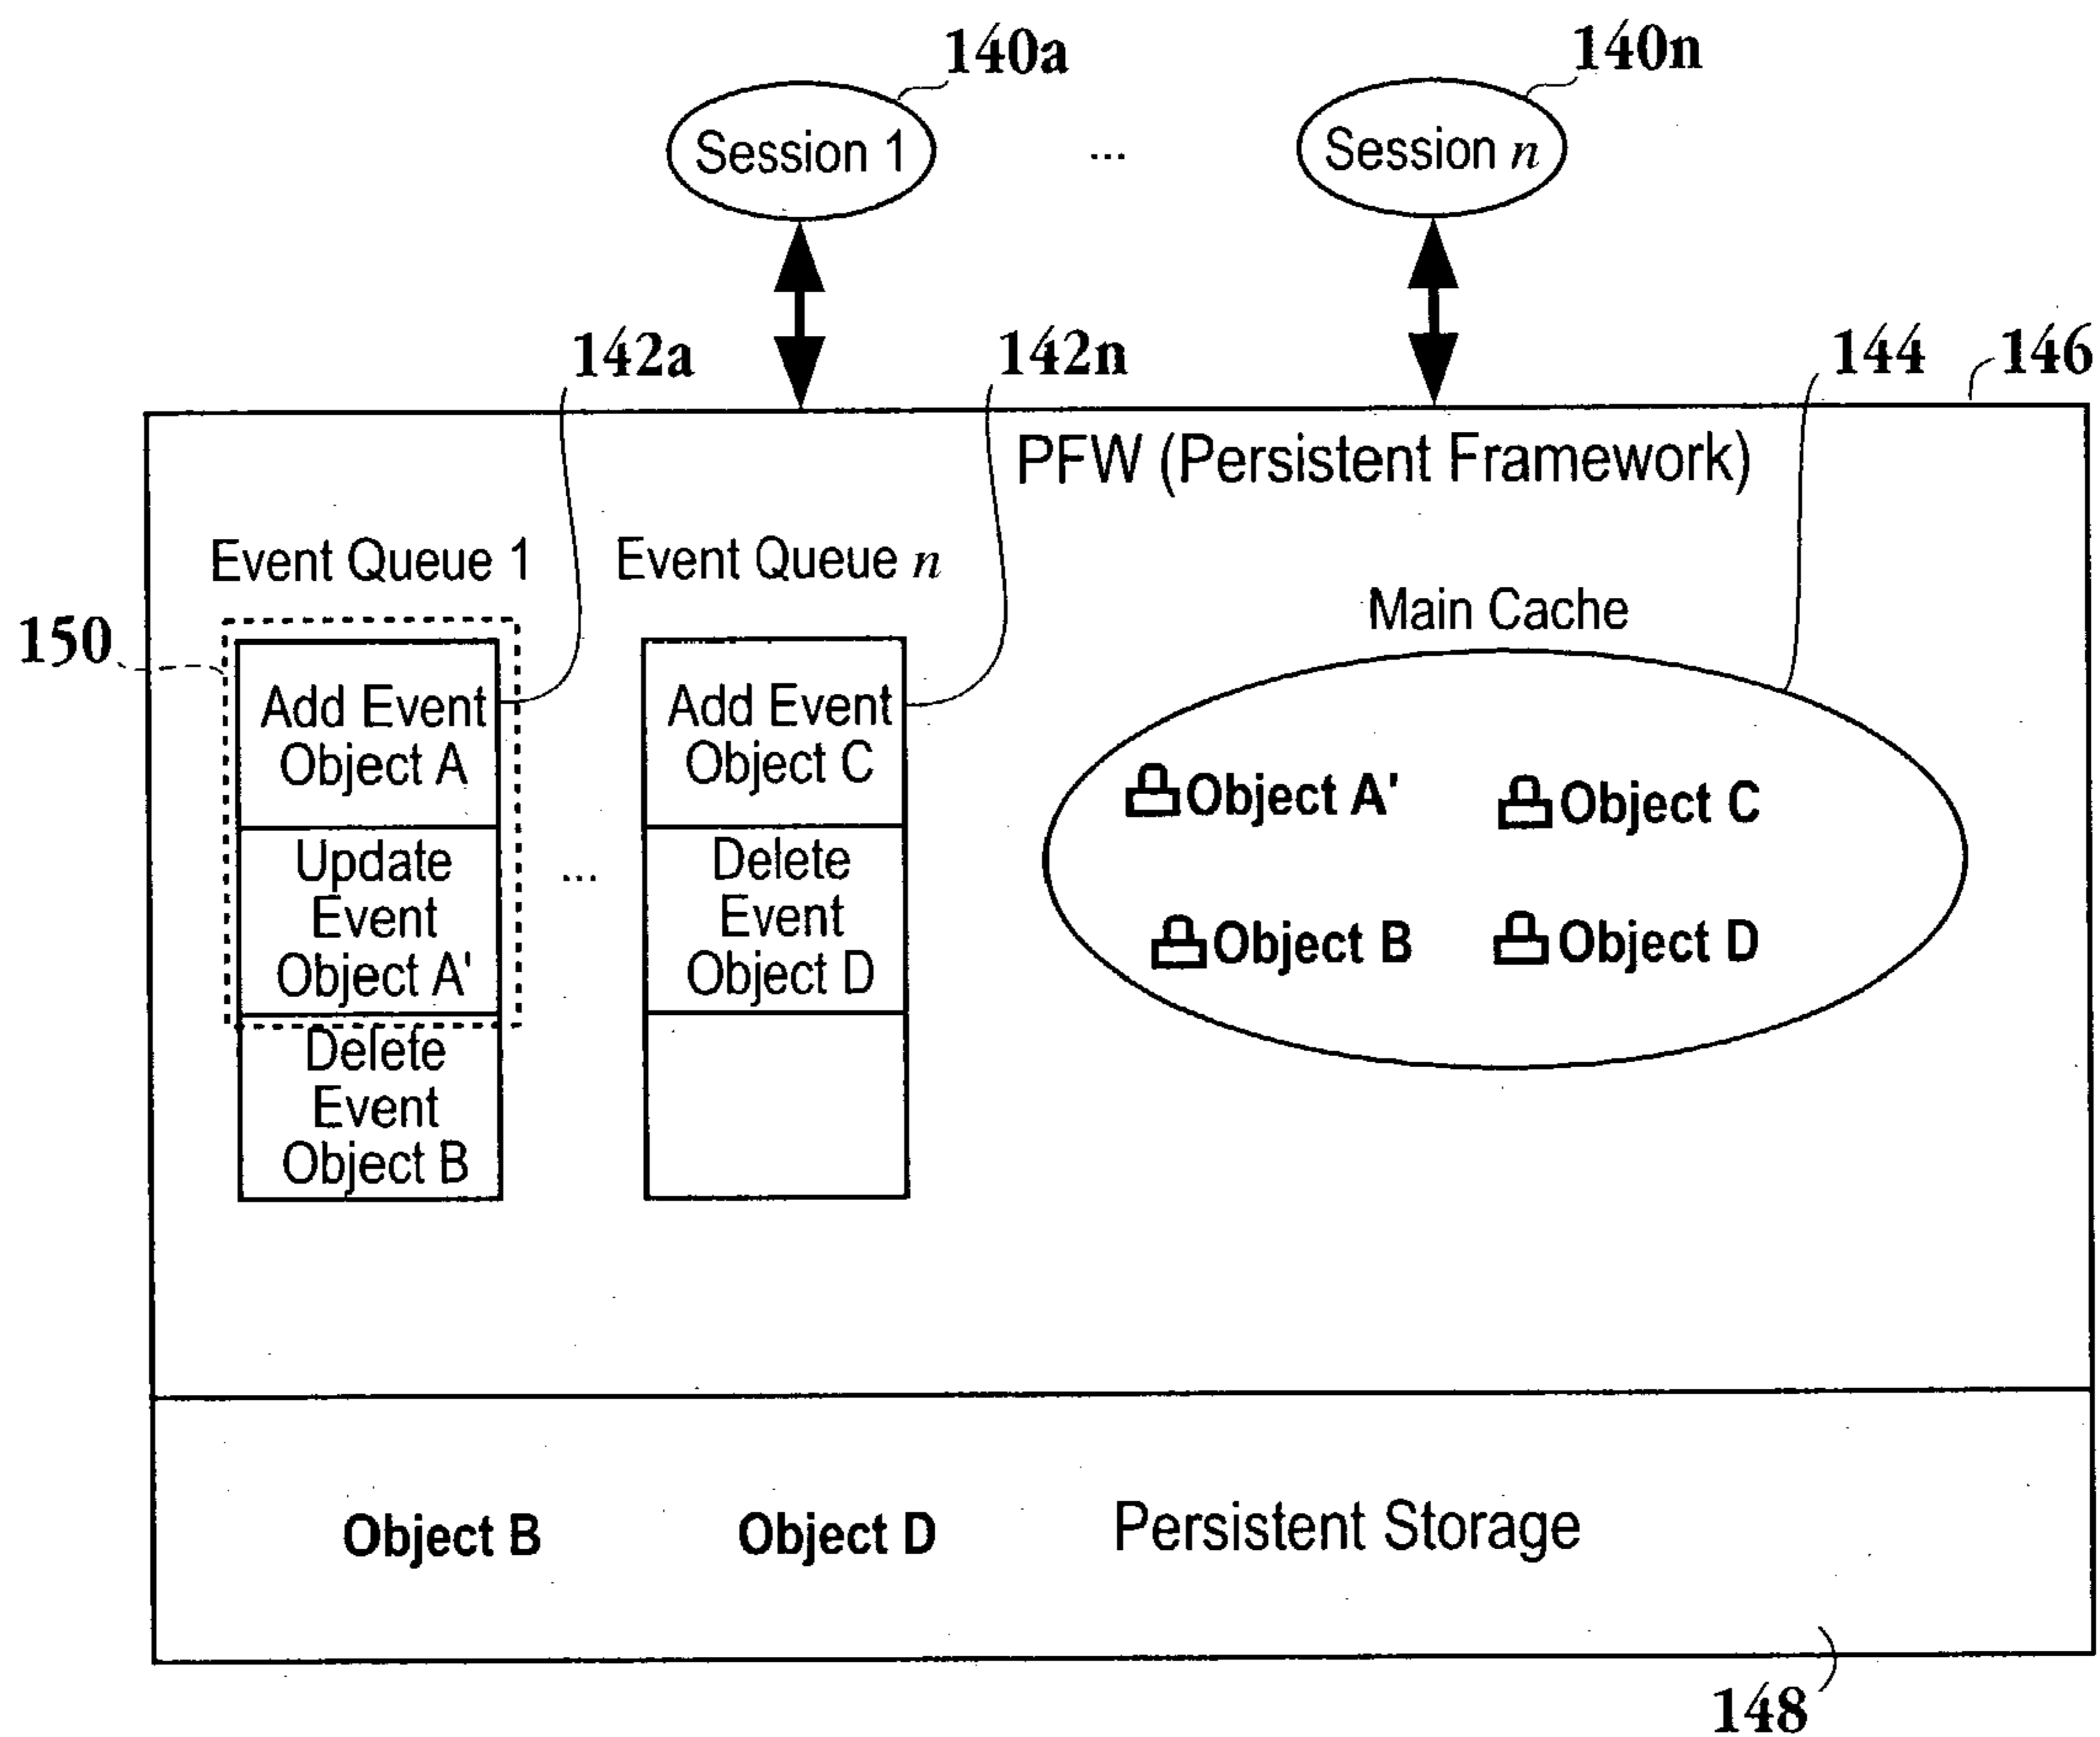 140a
140n
Session 1
...
Session n
142a
142n
144
146
PFW (Persistent Framework)
Event Queue 1
Event Queue n
Main Cache
150
Add Event
Object A
Update
Event
Object A'
Delete
Event
Object B
...
Add Event
Object C
Delete
Event
Object D
Object A'
Object C
Object B
Object D
Object B
Object D
Persistent Storage
148